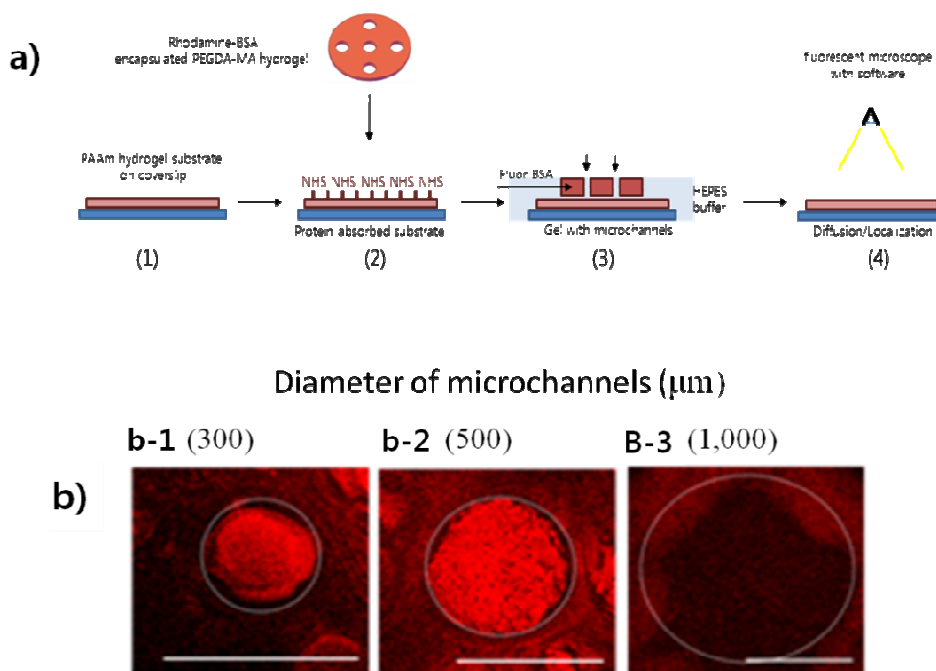 a)
Rhodamine-BSA
encapsulated PEGDA-MA hydrogel
fluorescent microscope
with software
PAAm hydrogel substrate
on coverslip
NHS NHS NHS NHS NHS
Fluor BSA
HEPES
buffer
Protein absorbed substrate
Gel with microchannels
Diffusion/Localization
(1)
(2)
(3)
(4)
Diameter of microchannels (μm)
b-1 (300)
b-2 (500)
B-3 (1,000)
b)